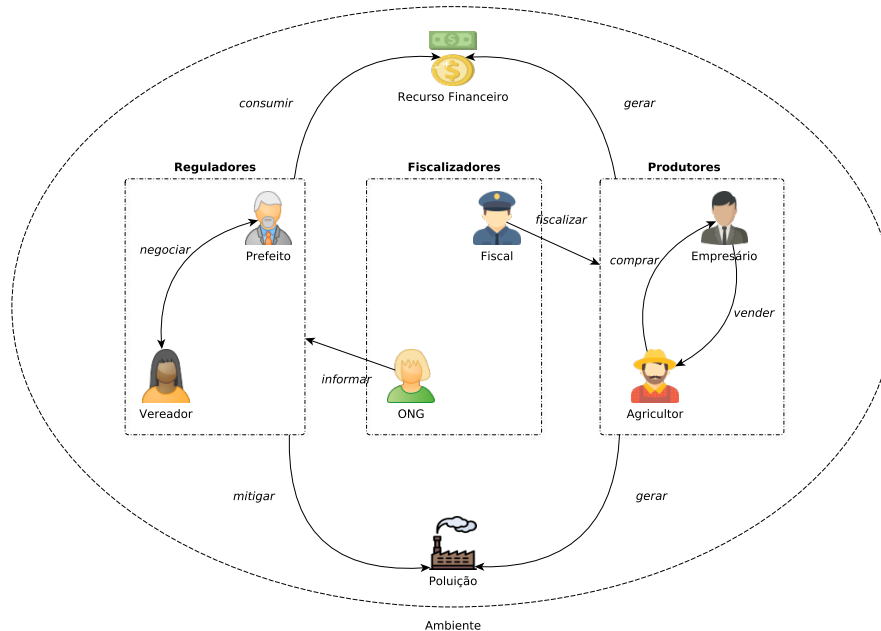 Recurso Financeiro
consumir
gerar
Reguladores
Fiscalizadores
Produtores
fiscalizar
negociar
Prefeito
Fiscal
comprar
Empresário
vender
informar
Vereador
ONG
Agricultor
mitigar
gerar
Poluição
Ambiente